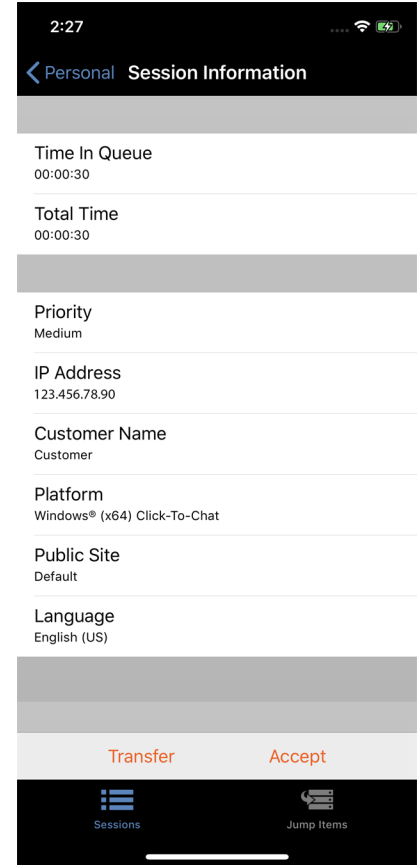 2:27
Personal Session Information
Time In Queue
00:00:30
Total Time
00:00:30
Priority
Medium
IP Address
123.456.78.90
Customer Name
Customer
Platform
Windows® (x64) Click-To-Chat
Public Site
Default
Language
English (US)
Transfer Accept
Sessions Jump Items